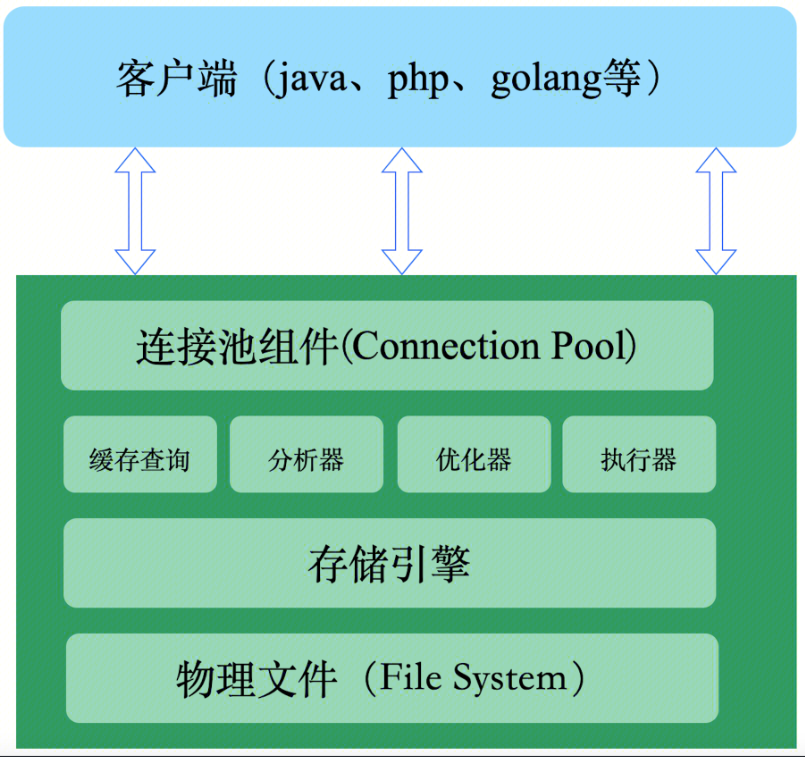 客户端（java、php、golang等）
连接池组件(Connection Pool)
缓存查询
分析器
优化器
执行器
存储引擎
物理文件（File System）